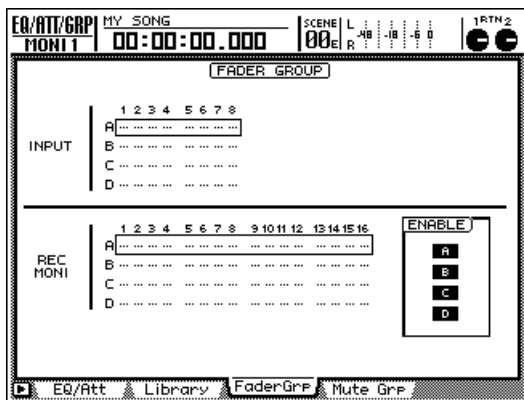 EQ/ATT/GRP MY SONG SCENE L 1 RTN 2
MONI 1 00:00:00.000 00E R -48 -18 -6 0
FADER GROUP
1 2 3 4 5 6 7 8
A
INPUT B
C
D
1 2 3 4 5 6 7 8 9 10 11 12 13 14 15 16 ENABLE
A A
REC MONI B B
C C
D D
EQ/Att Library FaderGrp Mute Grp